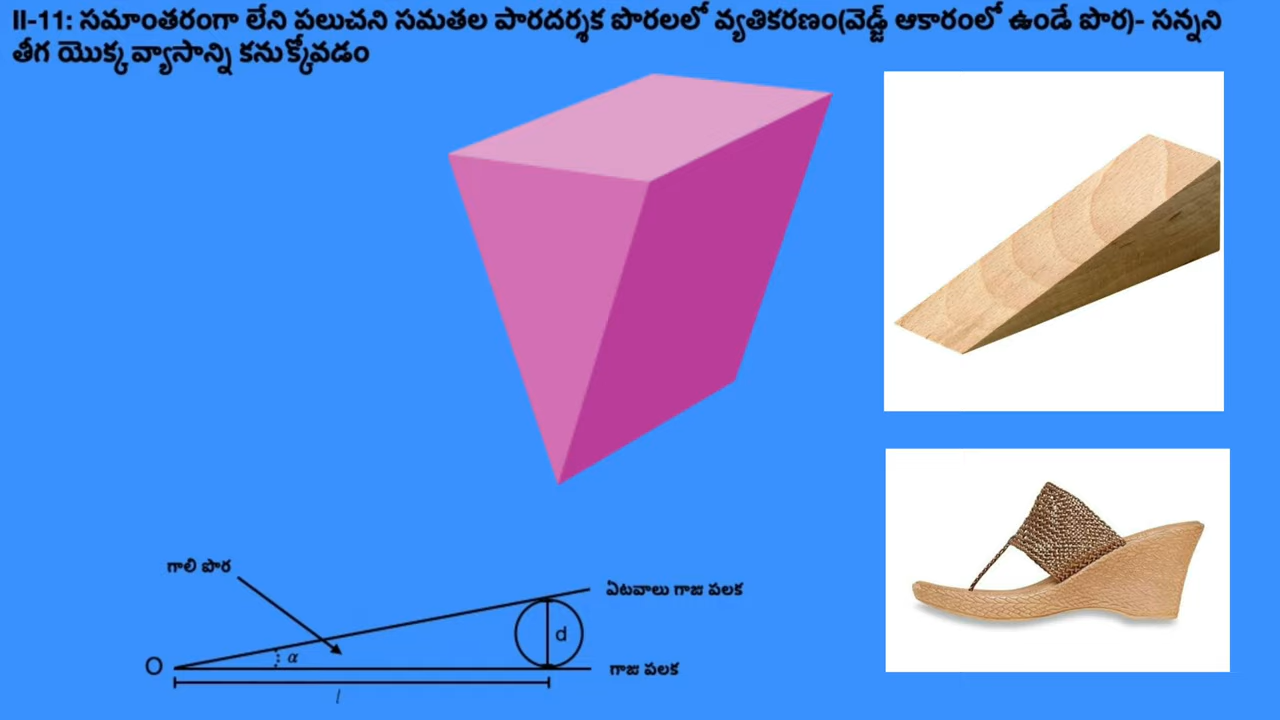 II-11: సమాంతరంగా లేని పలుచని సమతల పారదర్శక పొరలలో వ్యతికరణం(వెడ్జ్ ఆకారంలో ఉండే పొర)- సన్నని
తీగ యొక్క వ్యాసాన్ని కనుక్కోవడం
గాలి పొర
ఏటవాలు గాజు పలక
d
O
α
గాజు పలక
l